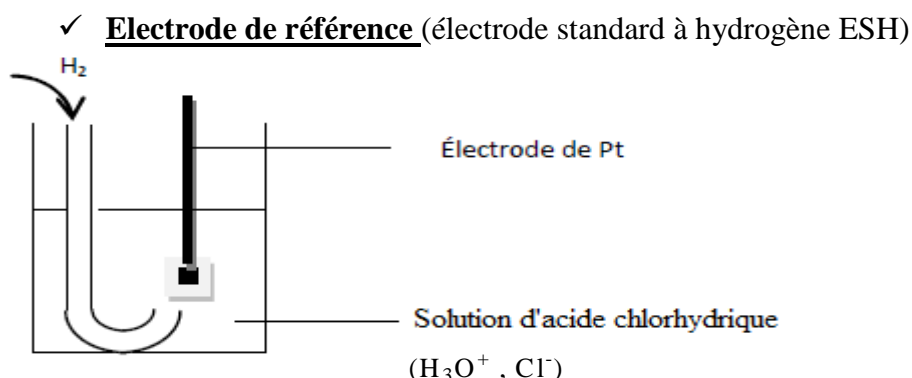 ✓ Electrode de référence (électrode standard à hydrogène ESH)
H₂
Électrode de Pt
Solution d'acide chlorhydrique
(H₃O⁺ , Cl⁻)